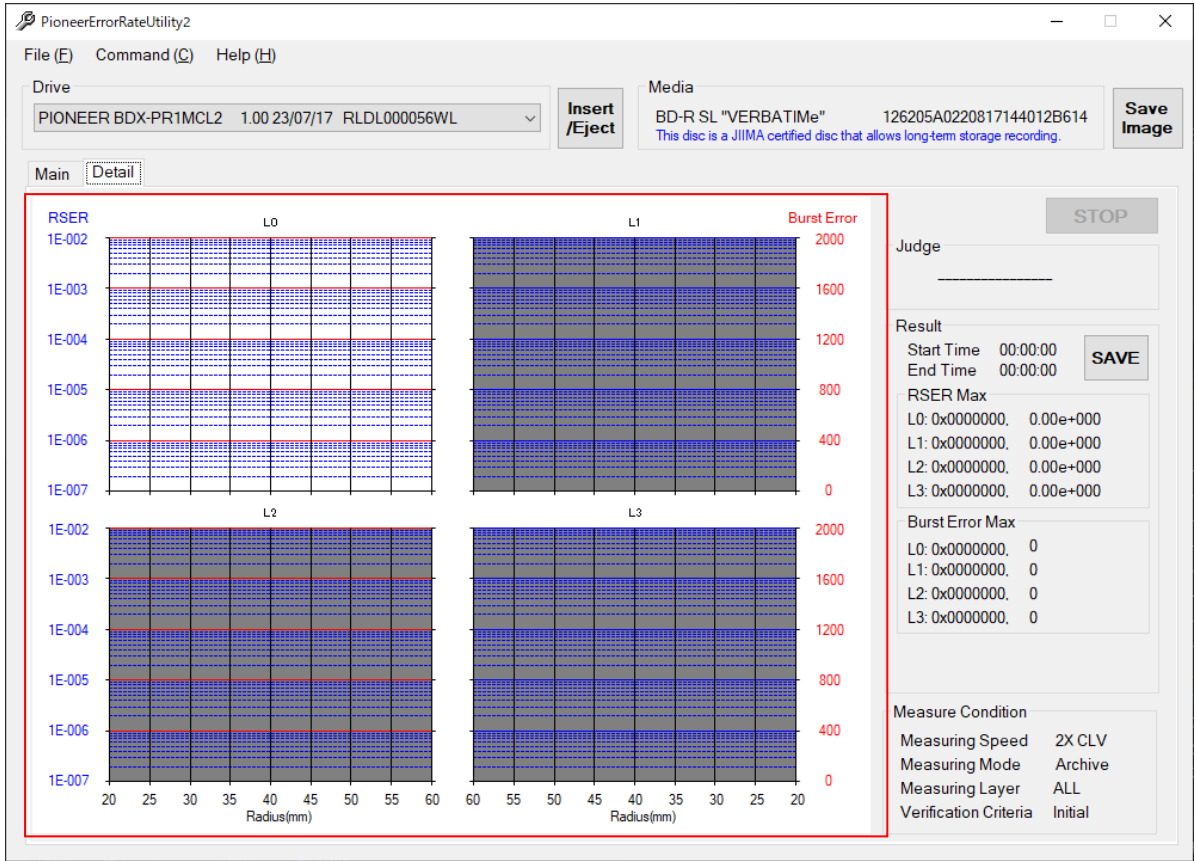 PioneerErrorRateUtility2
File (F) Command (C) Help (H)
Drive
PIONEER BDX-PR1MCL2 1.00 23/07/17 RLDL000056WL
Insert
/Eject
Media
BD-R SL "VERBATIMe" 126205A0220817144012B614
This disc is a JIIMA certified disc that allows long-term storage recording.
Save
Image
Main Detail
RSER L0 L1 Burst Error
1E-002 2000
1E-003 1600
1E-004 1200
1E-005 800
1E-006 400
1E-007 0
L2 L3
1E-002 2000
1E-003 1600
1E-004 1200
1E-005 800
1E-006 400
1E-007 0
20 25 30 35 40 45 50 55 60 60 55 50 45 40 35 30 25 20
Radius(mm) Radius(mm)
STOP
Judge
----------------
Result
Start Time 00:00:00
End Time 00:00:00
SAVE
RSER Max
L0: 0x0000000, 0.00e+000
L1: 0x0000000, 0.00e+000
L2: 0x0000000, 0.00e+000
L3: 0x0000000, 0.00e+000
Burst Error Max
L0: 0x0000000, 0
L1: 0x0000000, 0
L2: 0x0000000, 0
L3: 0x0000000, 0
Measure Condition
Measuring Speed 2X CLV
Measuring Mode Archive
Measuring Layer ALL
Verification Criteria Initial